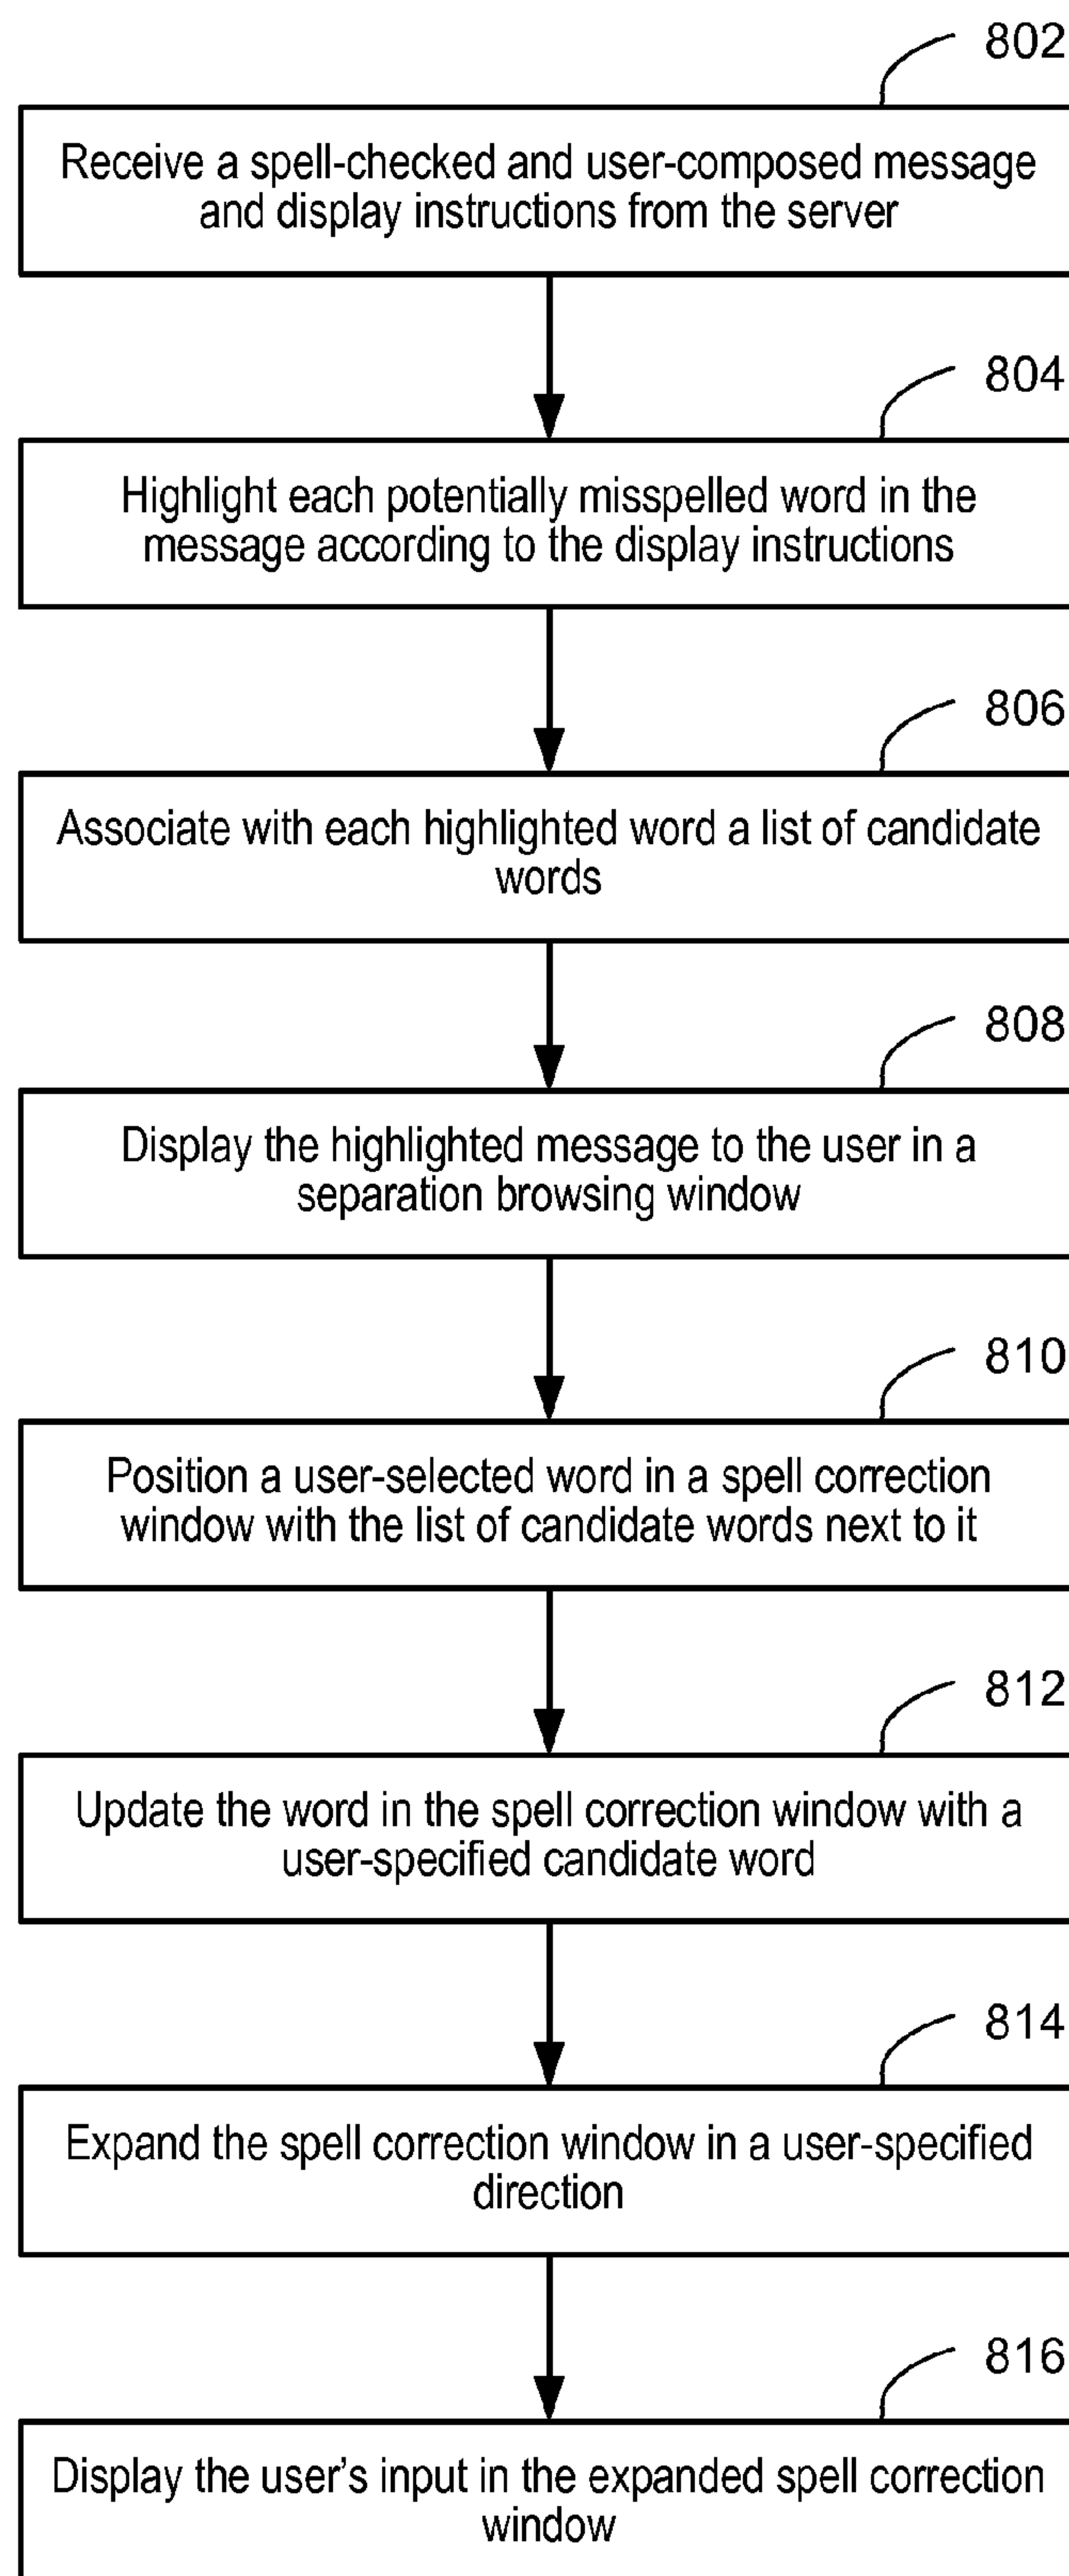 802
Receive a spell-checked and user-composed message
and display instructions from the server
804
Highlight each potentially misspelled word in the
message according to the display instructions
806
Associate with each highlighted word a list of candidate
words
808
Display the highlighted message to the user in a
separation browsing window
810
Position a user-selected word in a spell correction
window with the list of candidate words next to it
812
Update the word in the spell correction window with a
user-specified candidate word
814
Expand the spell correction window in a user-specified
direction
816
Display the user’s input in the expanded spell correction
window